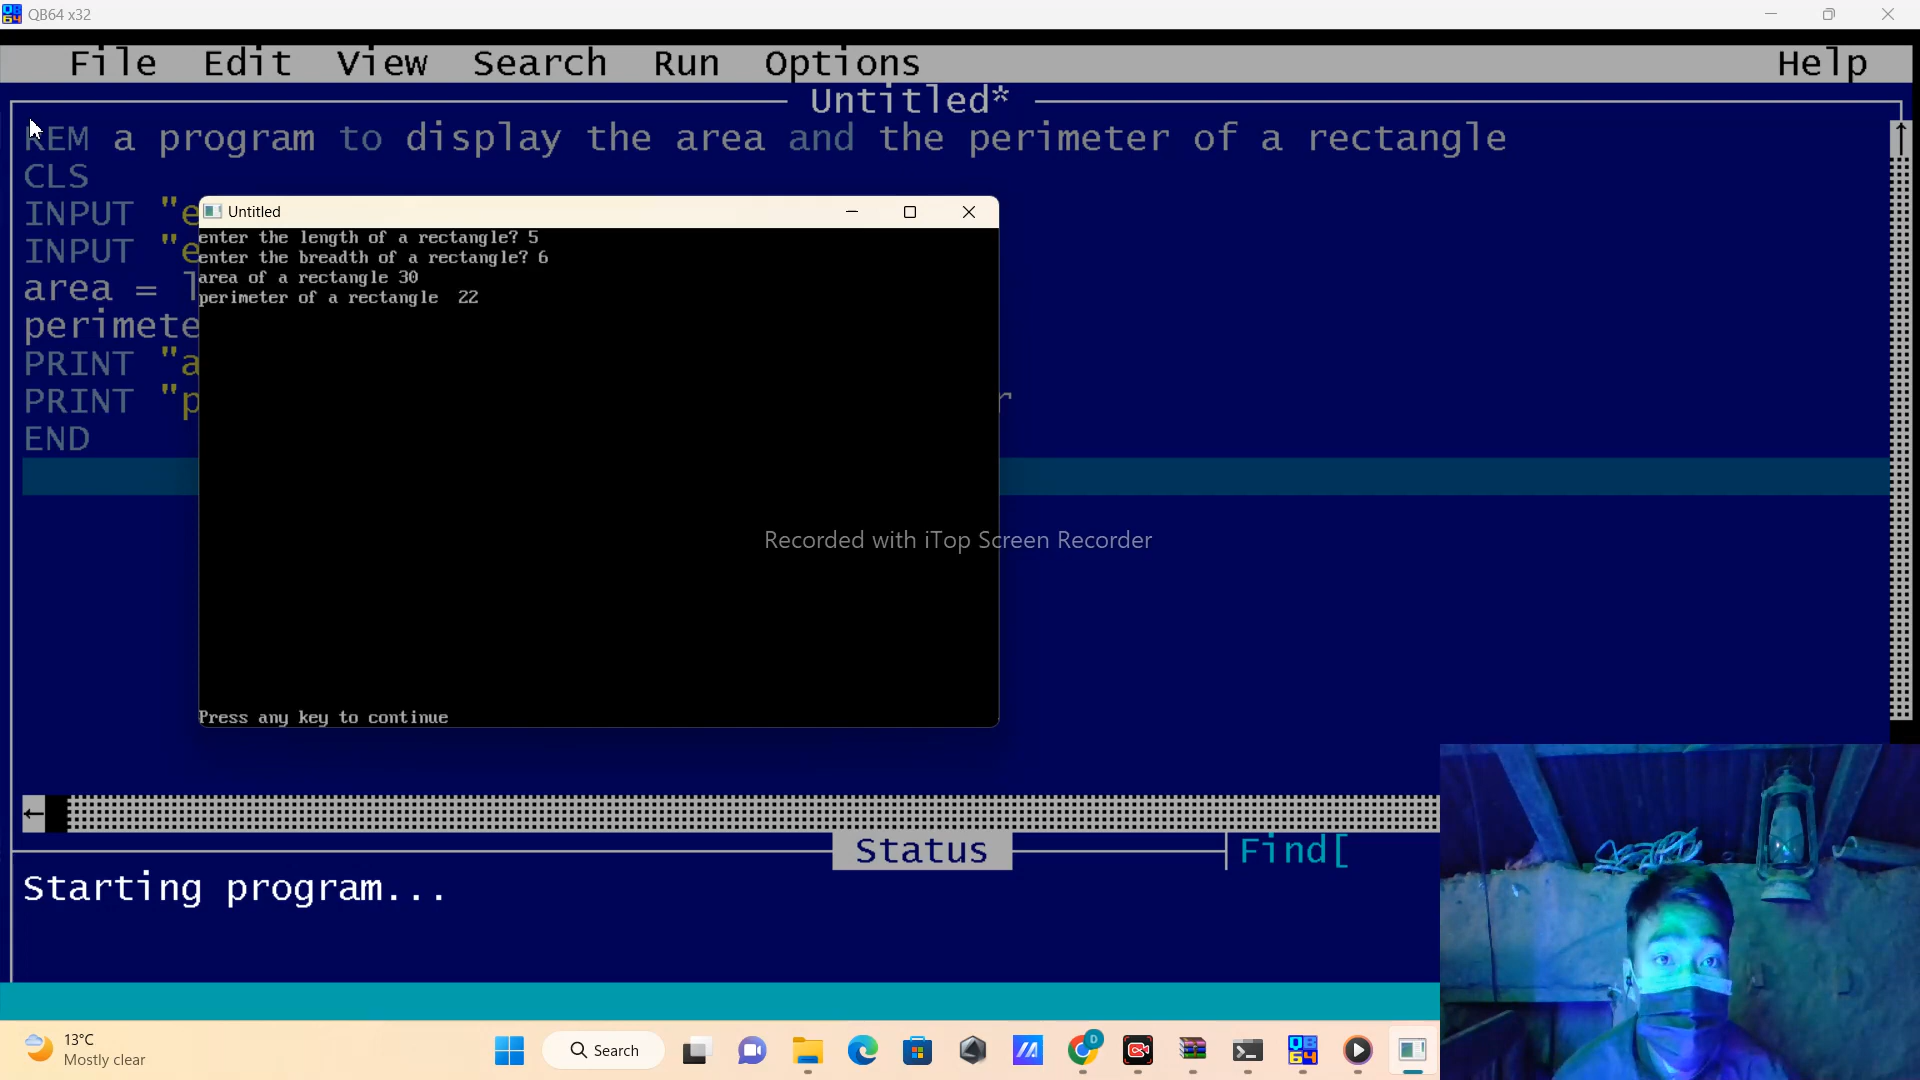 QB64 x32
File Edit View Search Run Options Help
Untitled*
REM a program to display the area and the perimeter of a rectangle
CLS
INPUT "e
INPUT "e
area = l
perimete
PRINT "a
PRINT "p r
END
Untitled
enter the length of a rectangle? 5
enter the breadth of a rectangle? 6
area of a rectangle 30
perimeter of a rectangle  22
Press any key to continue
Recorded with iTop Screen Recorder
Status
Find[
Starting program...
13°C
Mostly clear
Search
D
QB
64